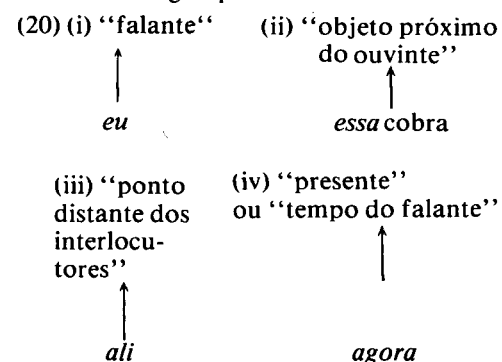 (20) (i) “falante“ (ii) “objeto próximo
do ouvinte”
eu essa cobra
(iii) “ponto (iv) “presente”
distante dos ou “tempo do falante”
interlocu-
tores”
ali agora